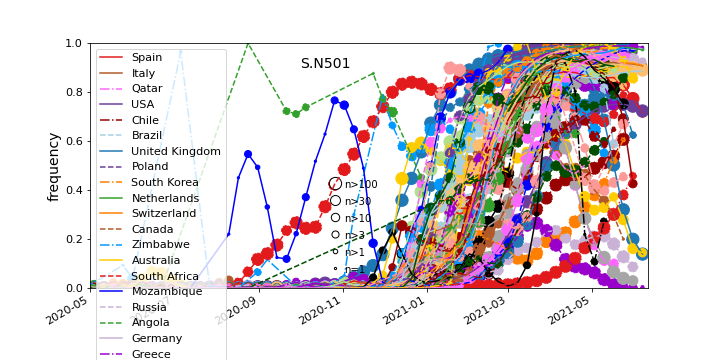 1.0
0.8
0.6
0.4
0.2
0.0
frequency
S.N501
Spain
Italy
Qatar
USA
Chile
Brazil
United Kingdom
Poland
South Korea
Netherlands
Switzerland
Canada
Zimbabwe
Australia
South Africa
Mozambique
Russia
Angola
Germany
Greece
n>100
n>30
n>10
n>3
n>1
n=1
2020-05
2020-09
2020-11
2021-01
2021-03
2021-05